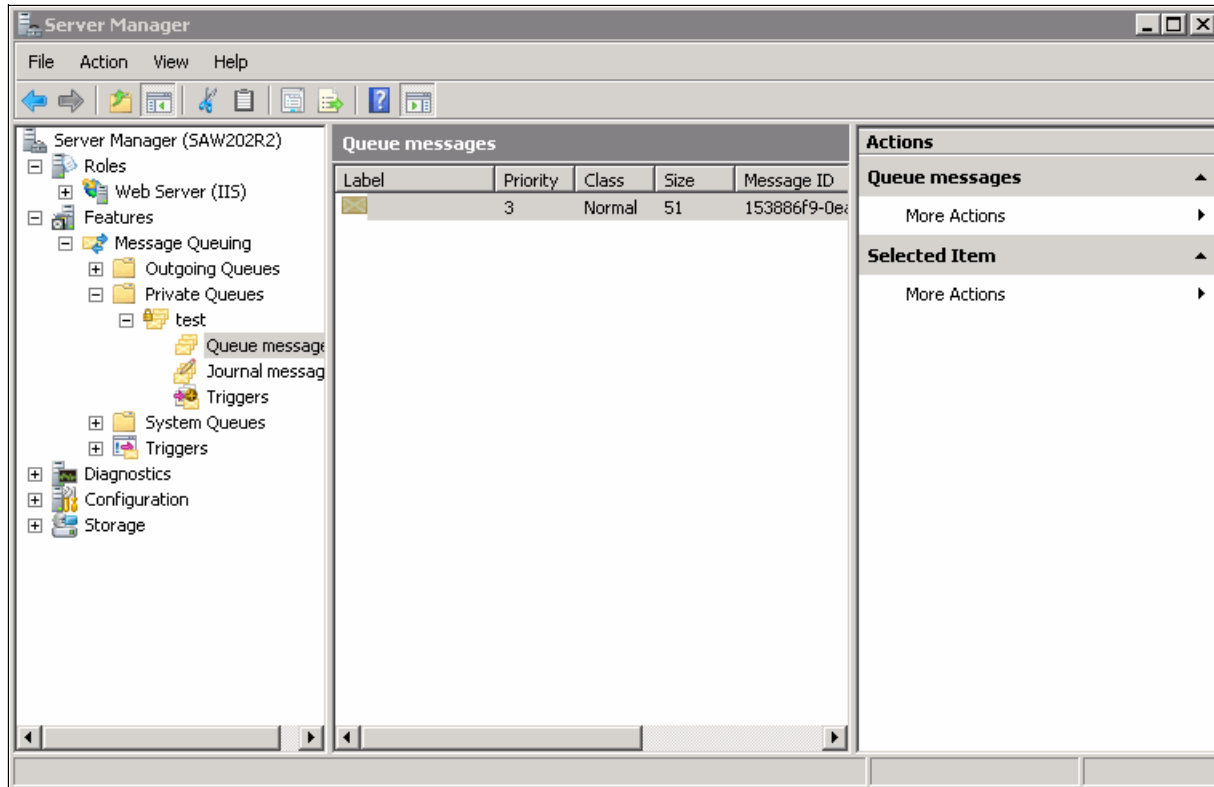 Server Manager
File Action View Help
Server Manager (SAW202R2)
Roles
Web Server (IIS)
Features
Message Queuing
Outgoing Queues
Private Queues
test
Queue message
Journal messag
Triggers
System Queues
Triggers
Diagnostics
Configuration
Storage
Queue messages
Label Priority Class Size Message ID
3 Normal 51 153886f9-0ea
Actions
Queue messages
More Actions
Selected Item
More Actions